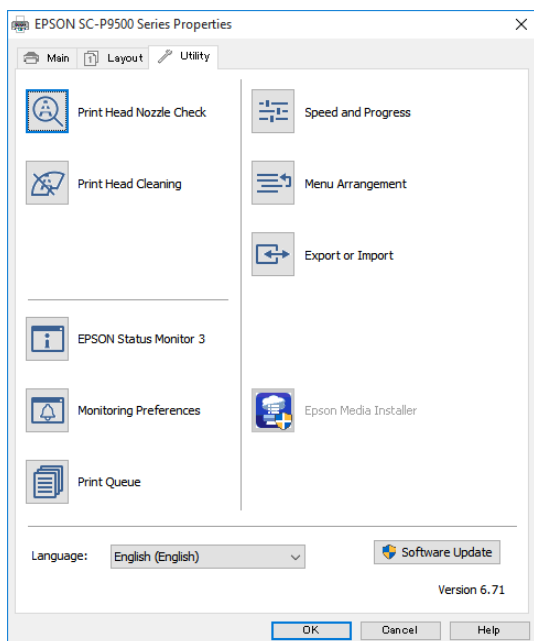 EPSON SC-P9500 Series Properties
Main
1
Layout
Utility
Print Head Nozzle Check
Speed and Progress
Print Head Cleaning
Menu Arrangement
Export or Import
EPSON Status Monitor 3
Monitoring Preferences
Epson Media Installer
Print Queue
Language:
English (English)
Software Update
Version 6.71
OK
Cancel
Help